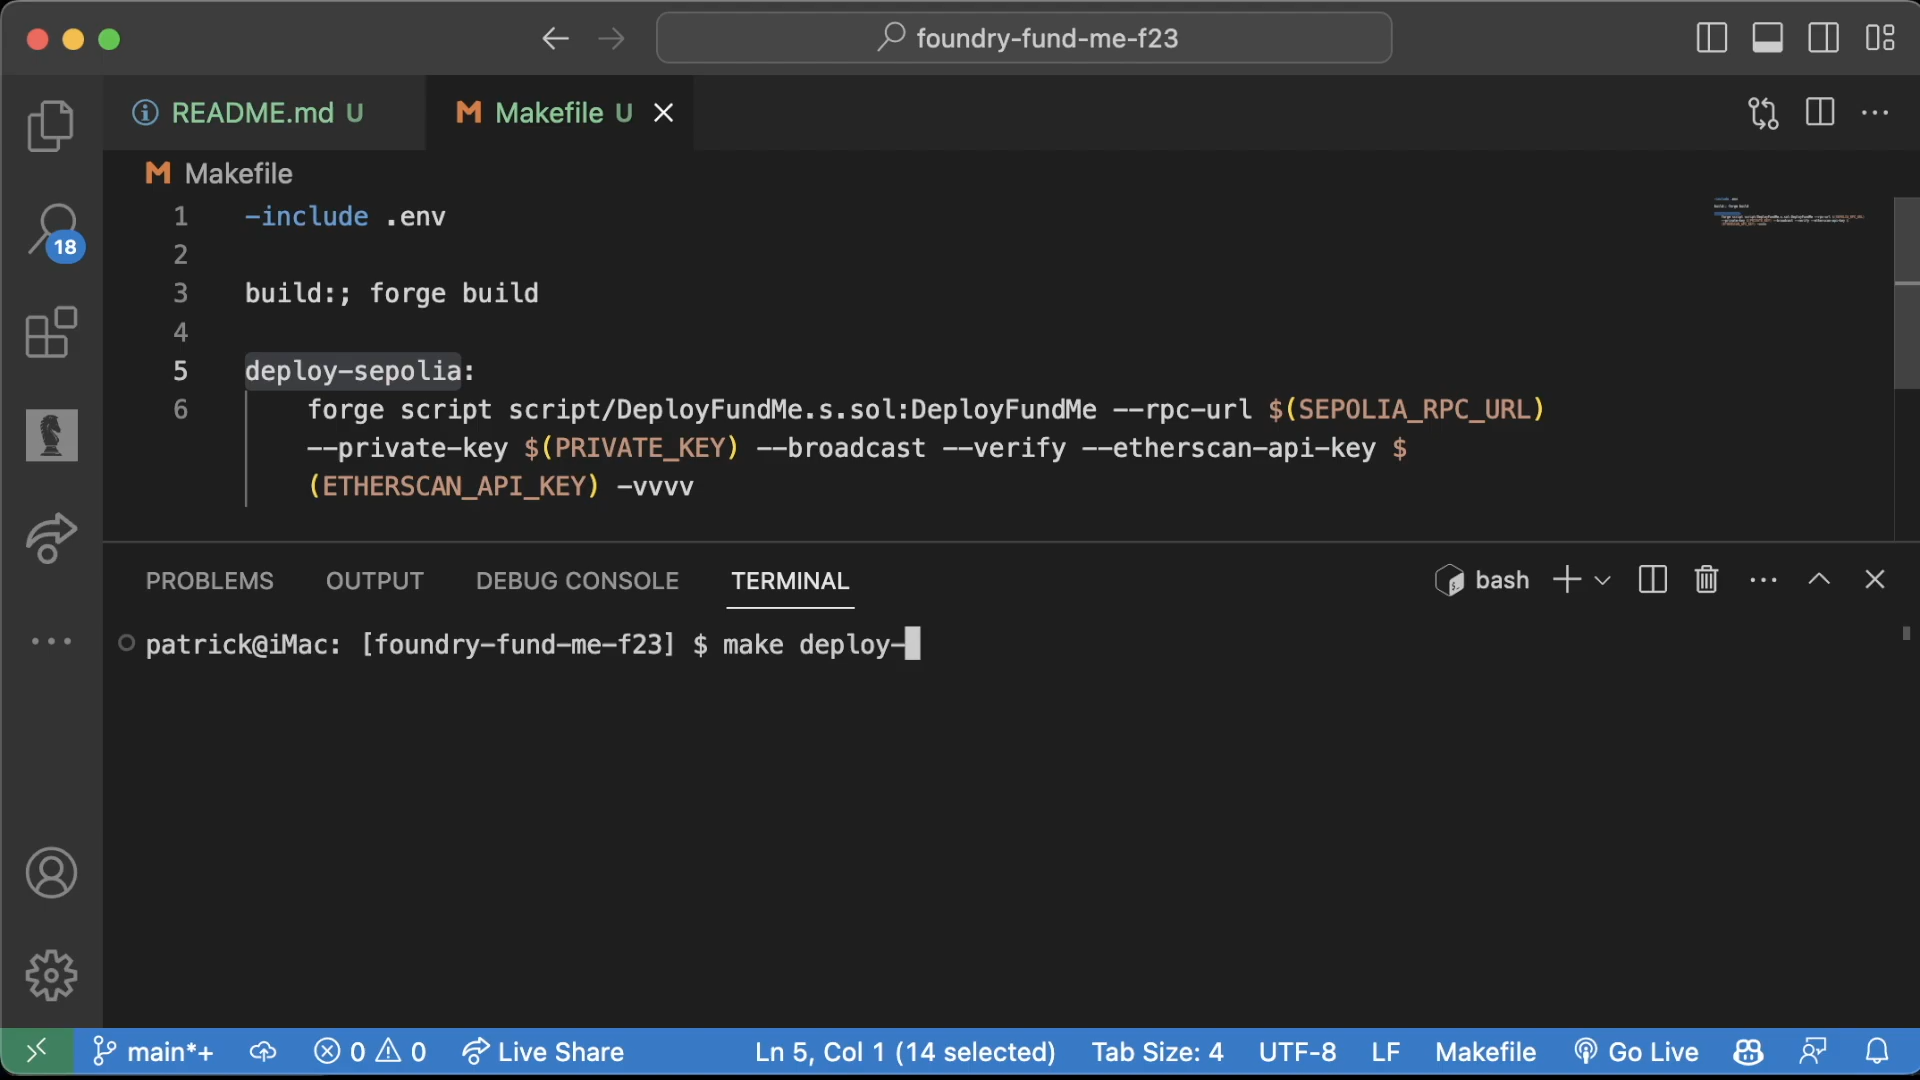 foundry-fund-me-f23
README.md U
Makefile U
Makefile
18
1 -include .env
2
3 build:; forge build
4
5 deploy-sepolia:
6 forge script script/DeployFundMe.s.sol:DeployFundMe --rpc-url $(SEPOLIA_RPC_URL)
--private-key $(PRIVATE_KEY) --broadcast --verify --etherscan-api-key $
(ETHERSCAN_API_KEY) -vvvv
PROBLEMS OUTPUT DEBUG CONSOLE TERMINAL bash
patrick@iMac: [foundry-fund-me-f23] $ make deploy-
main*+ 0 0 Live Share Ln 5, Col 1 (14 selected) Tab Size: 4 UTF-8 LF Makefile Go Live